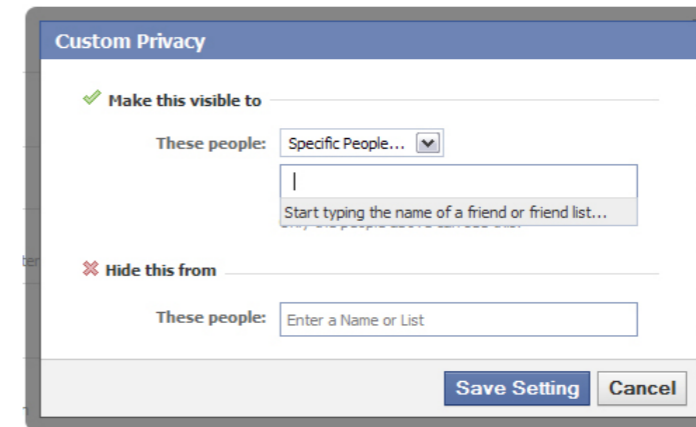 Custom Privacy
Make this visible to
These people: Specific People...
Start typing the name of a friend or friend list...
Hide this from
These people: Enter a Name or List
Save Setting Cancel